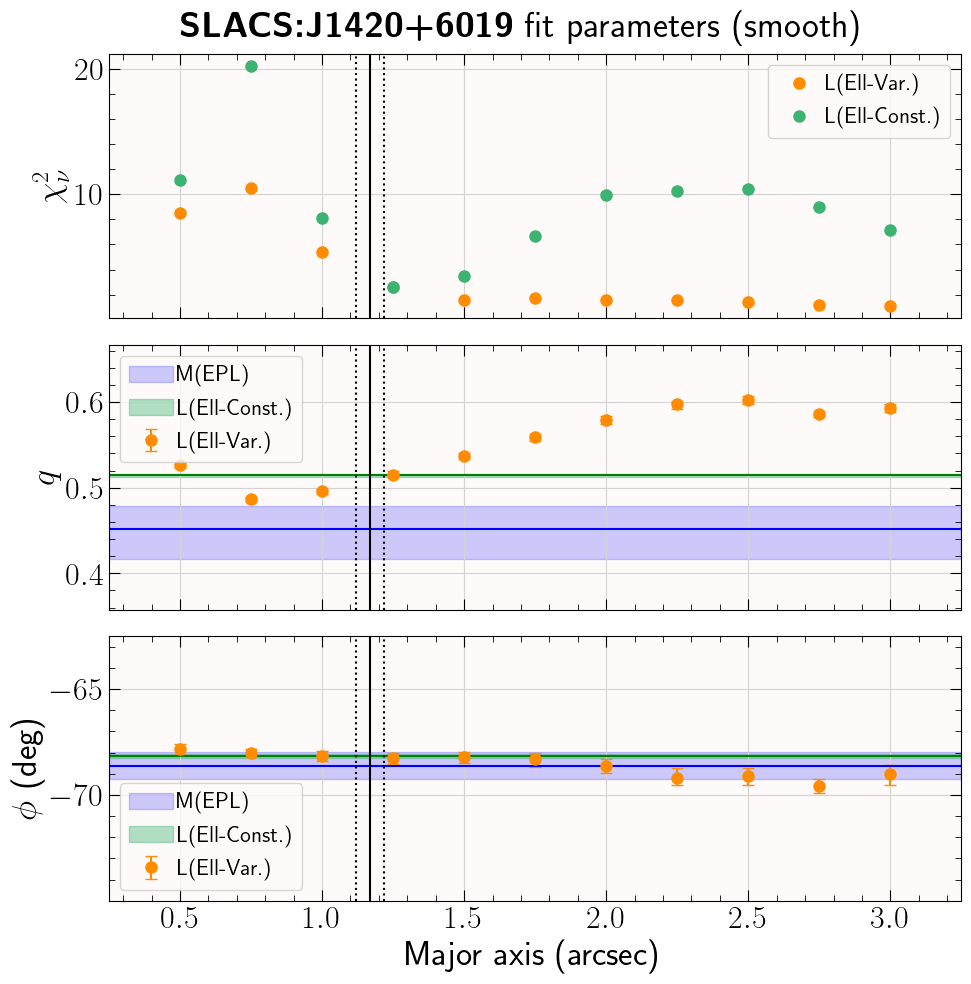 SLACS:J1420+6019 fit parameters (smooth)
20
10
χ²ᵥ
L(Ell-Var.)
L(Ell-Const.)
0.6
0.5
0.4
q
M(EPL)
L(Ell-Const.)
L(Ell-Var.)
−65
−70
ϕ (deg)
M(EPL)
L(Ell-Const.)
L(Ell-Var.)
0.5 1.0 1.5 2.0 2.5 3.0
Major axis (arcsec)